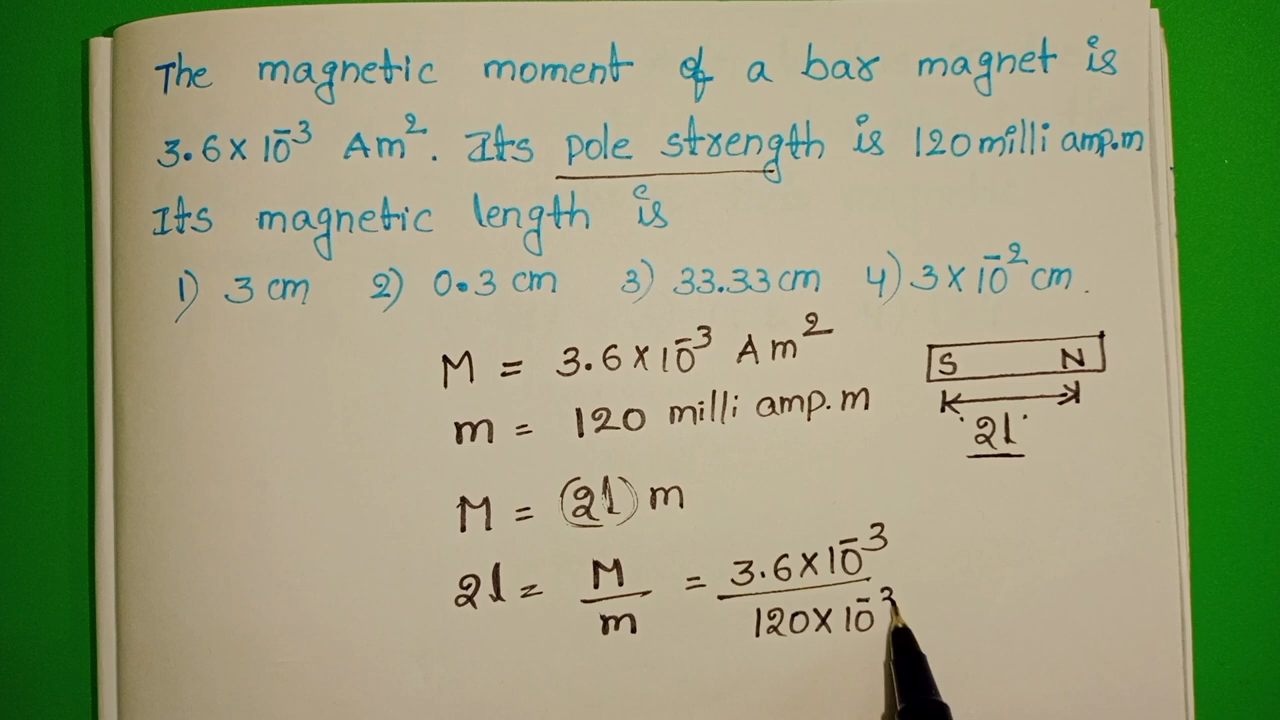 The magnetic moment of a bar magnet is
3.6 × 10⁻³ Am². Its pole strength is 120 milli amp.m
Its magnetic length is
1) 3 cm 2) 0.3 cm 3) 33.33 cm 4) 3 × 10⁻² cm.
M = 3.6 × 10⁻³ Am²
S N
m = 120 milli amp.m
2l
M = (2l) m
2l = M/m = 3.6 × 10⁻³ / 120 × 10⁻³